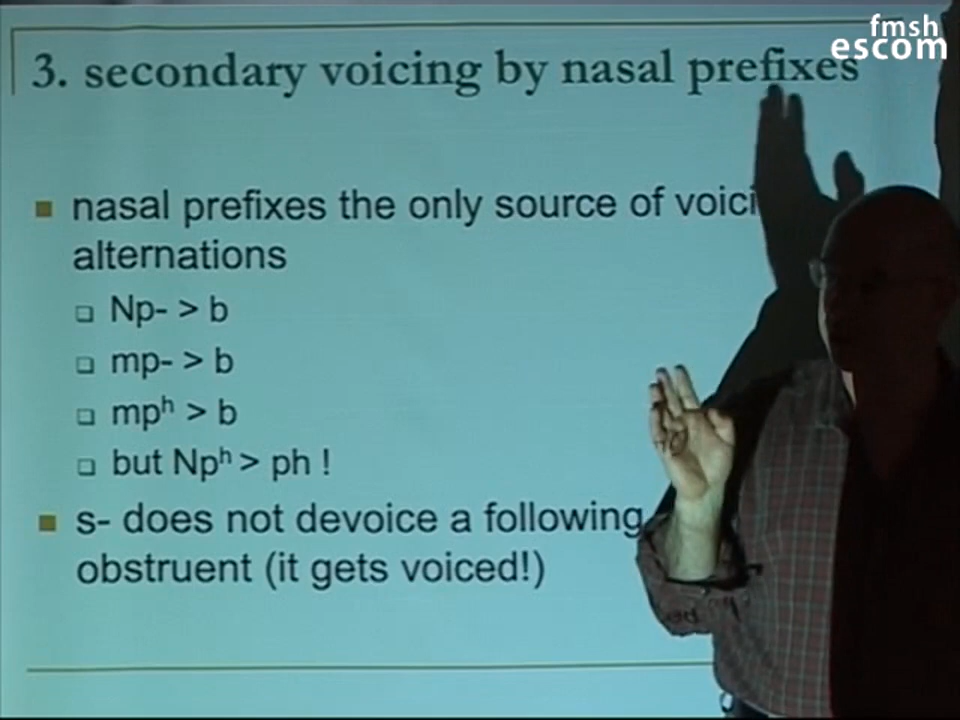 fmsh
escom
3. secondary voicing by nasal prefixes
nasal prefixes the only source of
alternations
Np- > b
mp- > b
mpʰ > b
but Npʰ > ph !
s- does not devoice a following
obstruent (it gets voiced!)